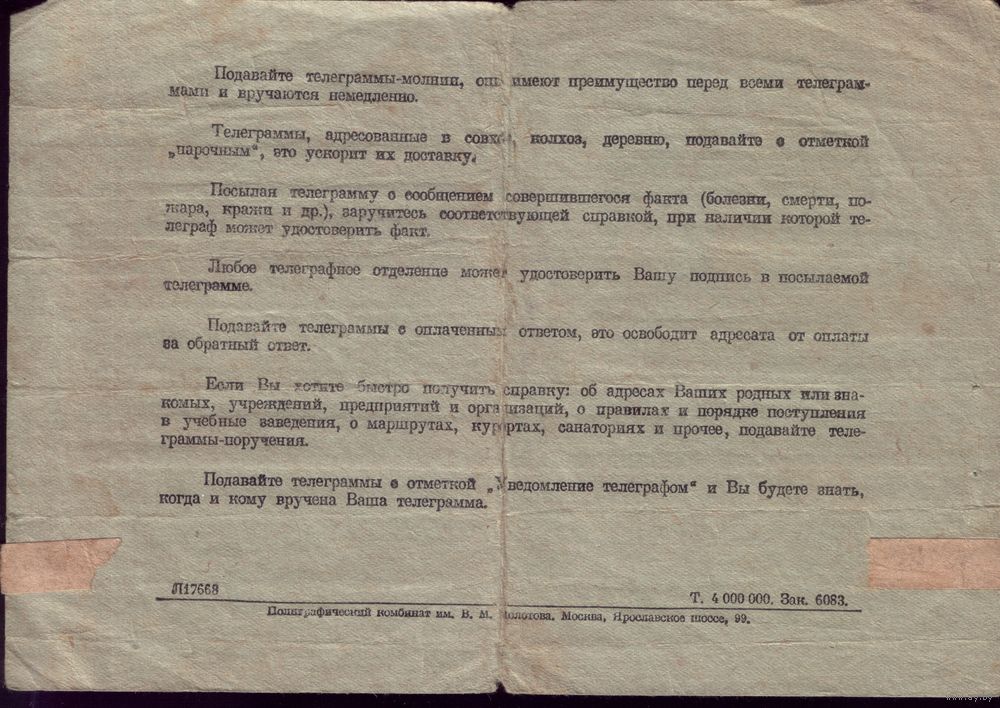 Подавайте телеграммы-молнии, они имеют преимущество перед всеми телеграм-
мами и вручаются немедленно.
Телеграммы, адресованные в совхоз, колхоз, деревню, подавайте с отметкой
„нарочным“, это ускорит их доставку.
Посылая телеграмму о сообщением совершившегося факта (болезни, смерти, по-
жара, кражи и др.), заручитесь соответствующей справкой, при наличии которой те-
леграф может удостоверить факт.
Любое телеграфное отделение может удостоверить Вашу подпись в посылаемой
телеграмме.
Подавайте телеграммы с оплаченным ответом, это освободит адресата от оплаты
за обратный ответ.
Если Вы хотите быстро получить справку: об адресах Ваших родных или зна-
комых, учреждений, предприятий и организаций, о правилах и порядке поступления
в учебные заведения, о маршрутах, курортах, санаториях и прочее, подавайте теле-
граммы-поручения.
Подавайте телеграммы с отметкой „Уведомление телеграфом“ и Вы будете знать,
когда и кому вручена Ваша телеграмма.
Л17668
Т. 4 000 000. Зак. 6083.
Полиграфический комбинат им. В. М. Молотова. Москва, Ярославское шоссе, 99.